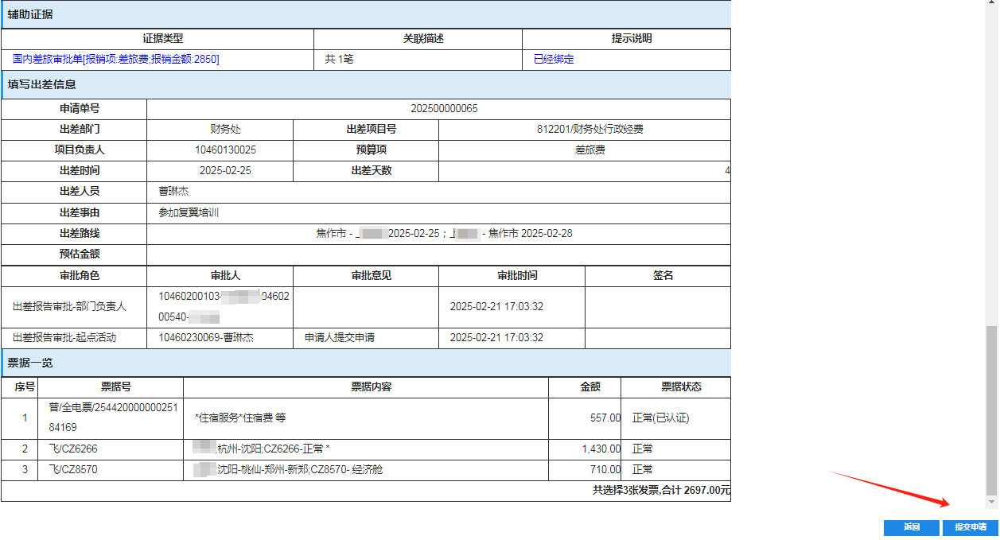 辅助证据
证据类型 关联描述 提示说明
国内差旅审批单[报销项:差旅费;报销金额:2850] 共 1笔 已经绑定
填写出差信息
申请单号 202500000065
出差部门 财务处 出差项目号 812201/财务处行政经费
项目负责人 10460130025 预算项 差旅费
出差时间 2025-02-25 出差天数 4
出差人员 曹琳杰
出差事由 参加复翼培训
出差路线 焦作市 - 2025-02-25；上 - 焦作市 2025-02-28
预估金额
审批角色 审批人 审批意见 审批时间 签名
出差报告审批-部门负责人 10460200103- 04602
00540- 2025-02-21 17:03:32
出差报告审批-起点活动 10460230069-曹琳杰 申请人提交申请 2025-02-21 17:03:32
票据一览
序号 票据号 票据内容 金额 票据状态
1 普/全电票/254420000000251
84169 *住宿服务*住宿费 等 557.00 正常(已认证)
2 飞/CZ6266 ,杭州-沈阳;CZ6266-正常 * 1,430.00 正常
3 飞/CZ8570 ,沈阳-桃仙-郑州-新郑;CZ8570- 经济舱 710.00 正常
共选择3张发票,合计 2697.00元
返回 提交申请